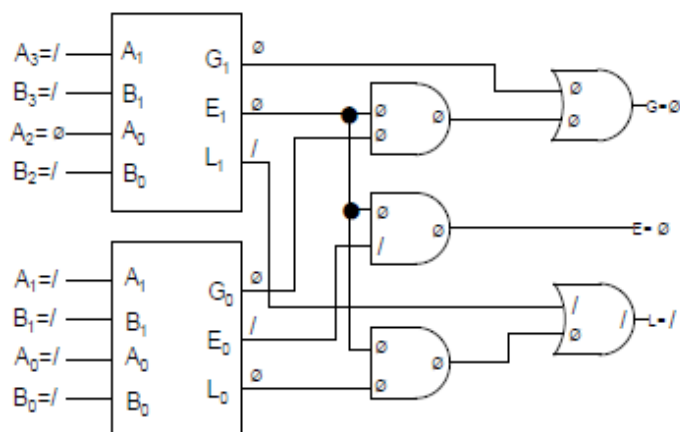 A3=/
B3=/
A2=ø
B2=/
A1
B1
A0
B0
G1
E1
L1
ø
ø
/
A1=/
B1=/
A0=/
B0=/
A1
B1
A0
B0
G0
E0
L0
ø
/
ø
ø
ø
ø
ø
/
ø
ø
ø
ø
ø
ø
G=ø
E=ø
/
ø
/
L=/